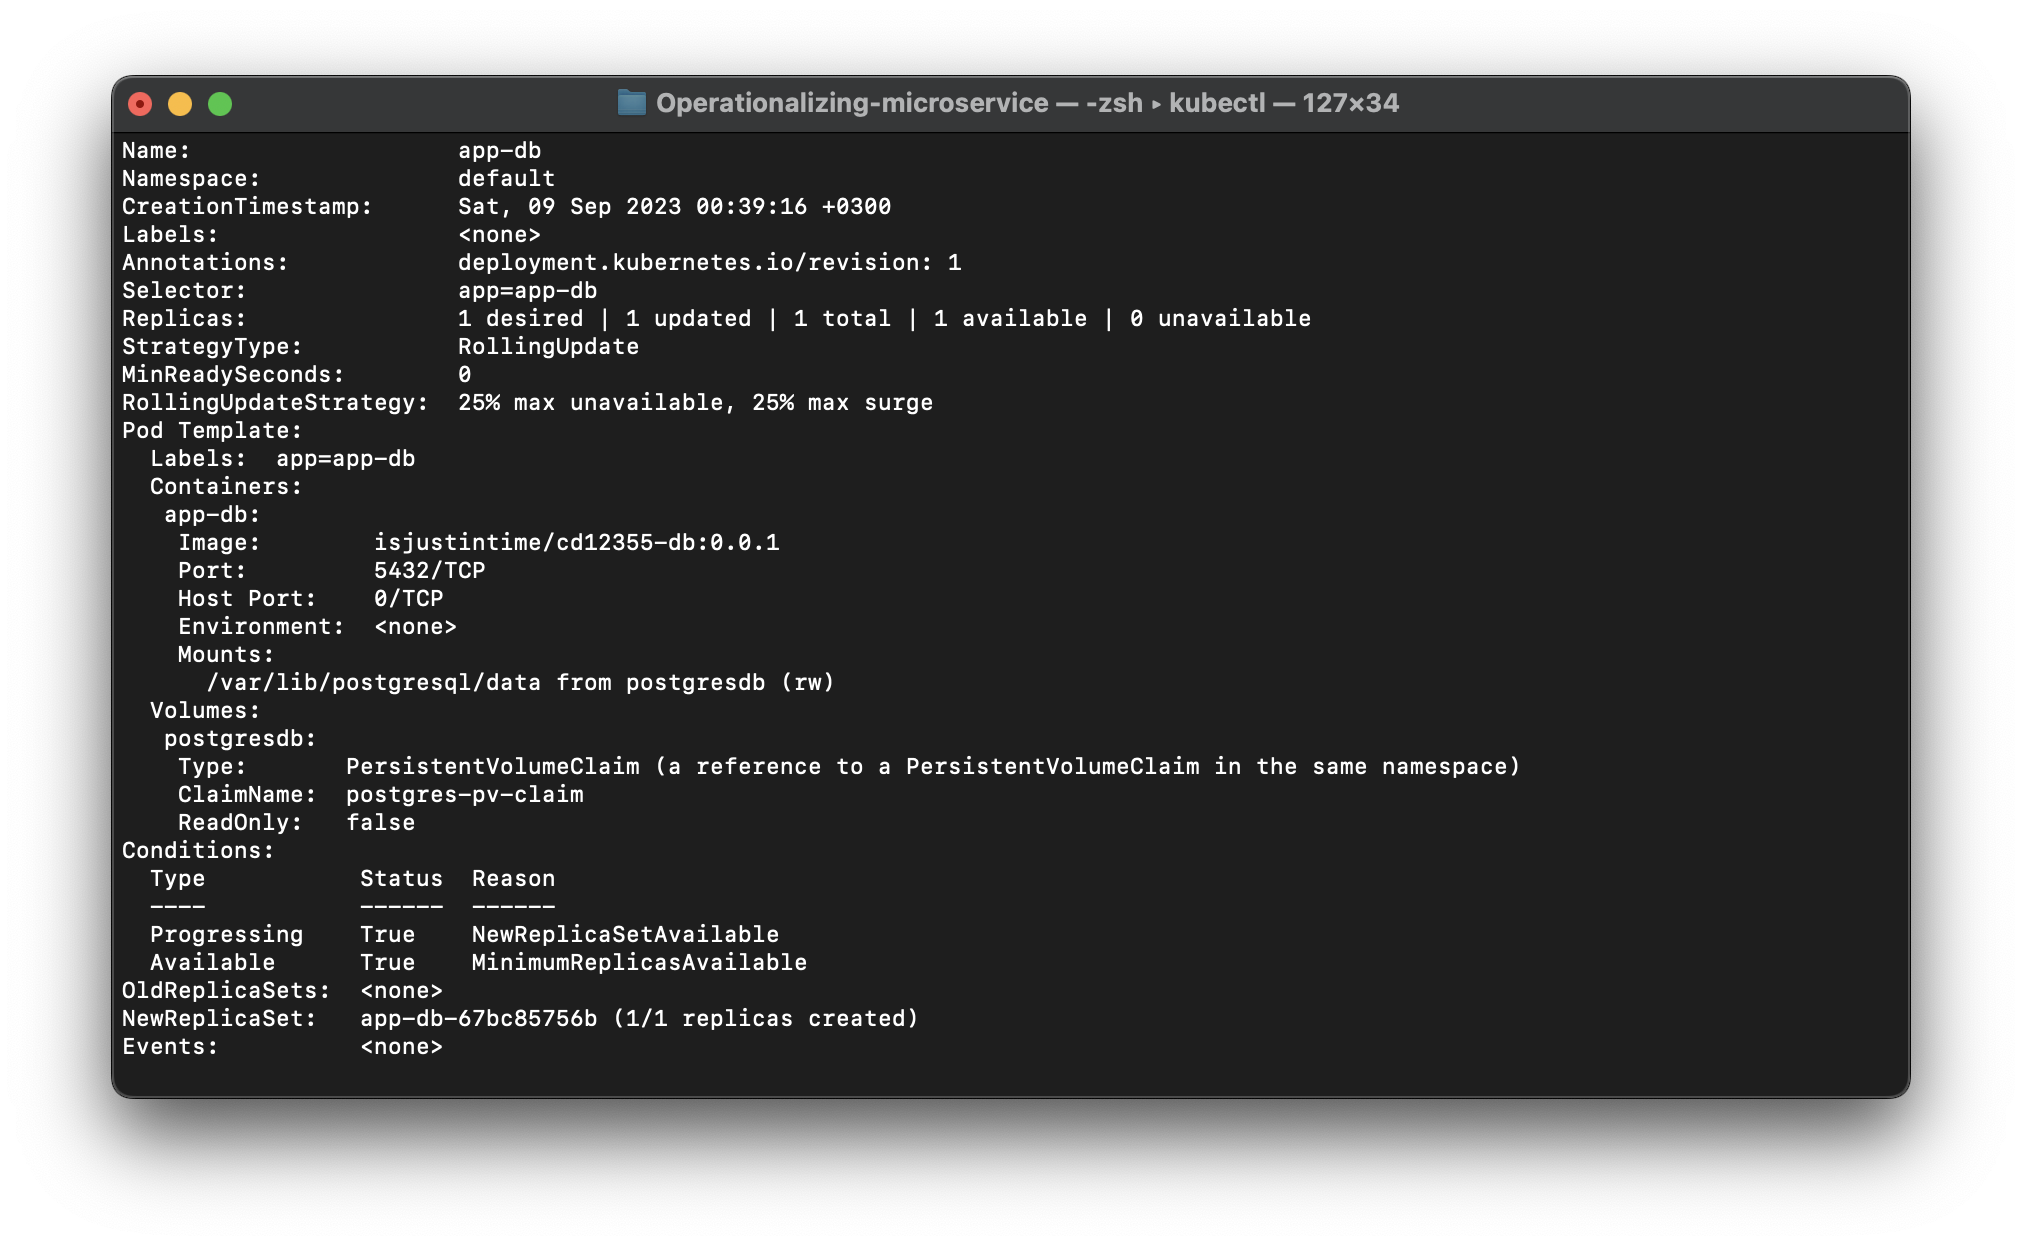 Operationalizing-microservice — -zsh ▸ kubectl — 127×34
Name:                   app-db
Namespace:              default
CreationTimestamp:      Sat, 09 Sep 2023 00:39:16 +0300
Labels:                 <none>
Annotations:            deployment.kubernetes.io/revision: 1
Selector:               app=app-db
Replicas:               1 desired | 1 updated | 1 total | 1 available | 0 unavailable
StrategyType:           RollingUpdate
MinReadySeconds:        0
RollingUpdateStrategy:  25% max unavailable, 25% max surge
Pod Template:
  Labels:  app=app-db
  Containers:
   app-db:
    Image:        isjustintime/cd12355-db:0.0.1
    Port:         5432/TCP
    Host Port:    0/TCP
    Environment:  <none>
    Mounts:
      /var/lib/postgresql/data from postgresdb (rw)
  Volumes:
   postgresdb:
    Type:       PersistentVolumeClaim (a reference to a PersistentVolumeClaim in the same namespace)
    ClaimName:  postgres-pv-claim
    ReadOnly:   false
Conditions:
  Type           Status  Reason
  ----           ------  ------
  Progressing    True    NewReplicaSetAvailable
  Available      True    MinimumReplicasAvailable
OldReplicaSets:  <none>
NewReplicaSet:   app-db-67bc85756b (1/1 replicas created)
Events:          <none>